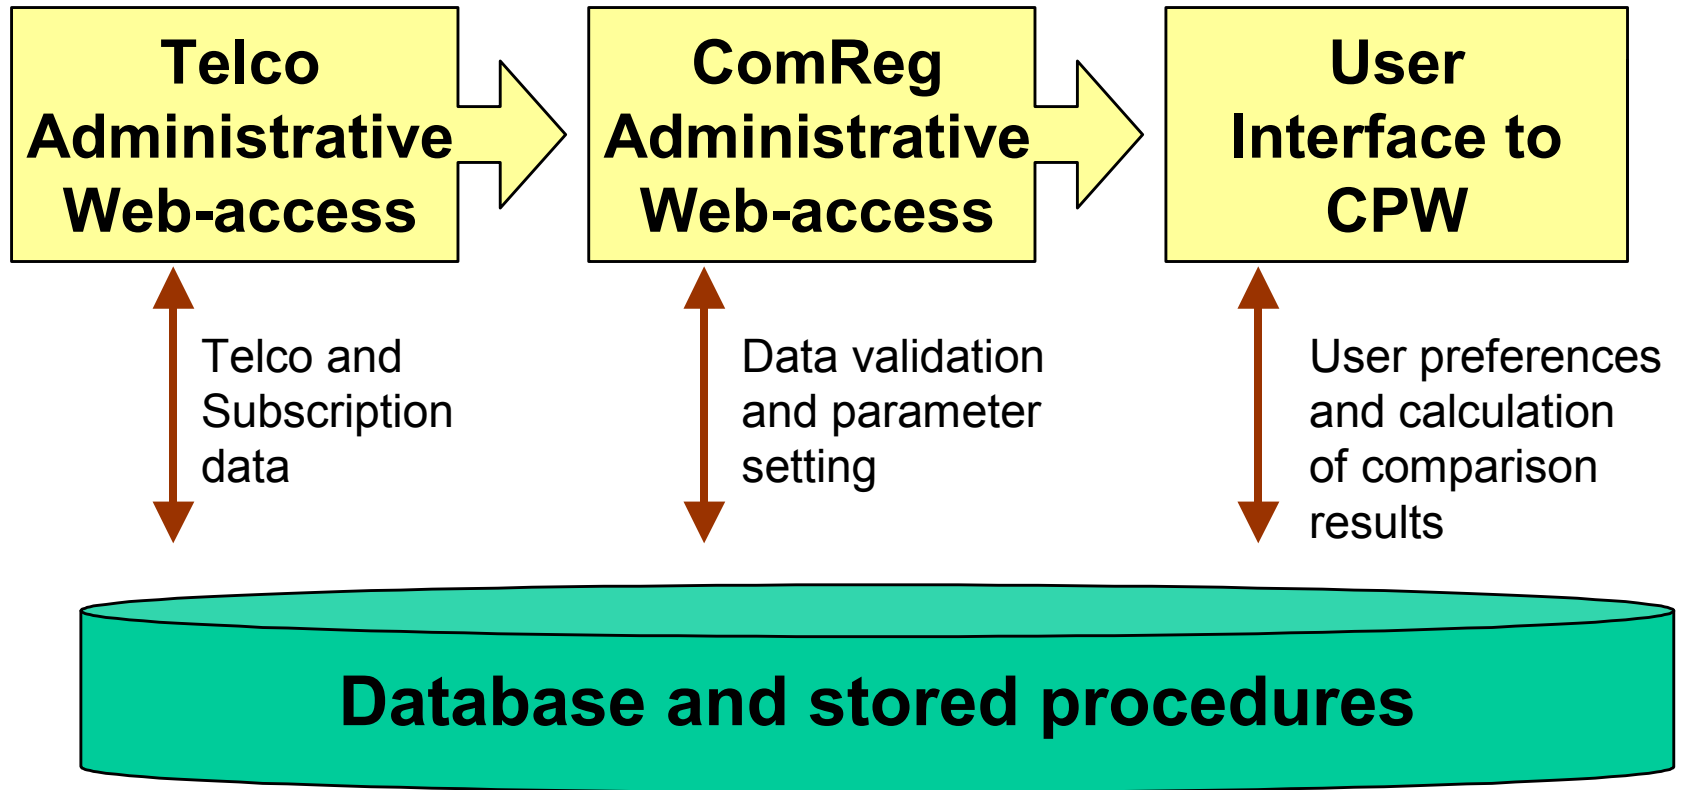 Telco
Administrative
Web-access
ComReg
Administrative
Web-access
User
Interface to
CPW
Telco and
Subscription
data
Data validation
and parameter
setting
User preferences
and calculation
of comparison
results
Database and stored procedures